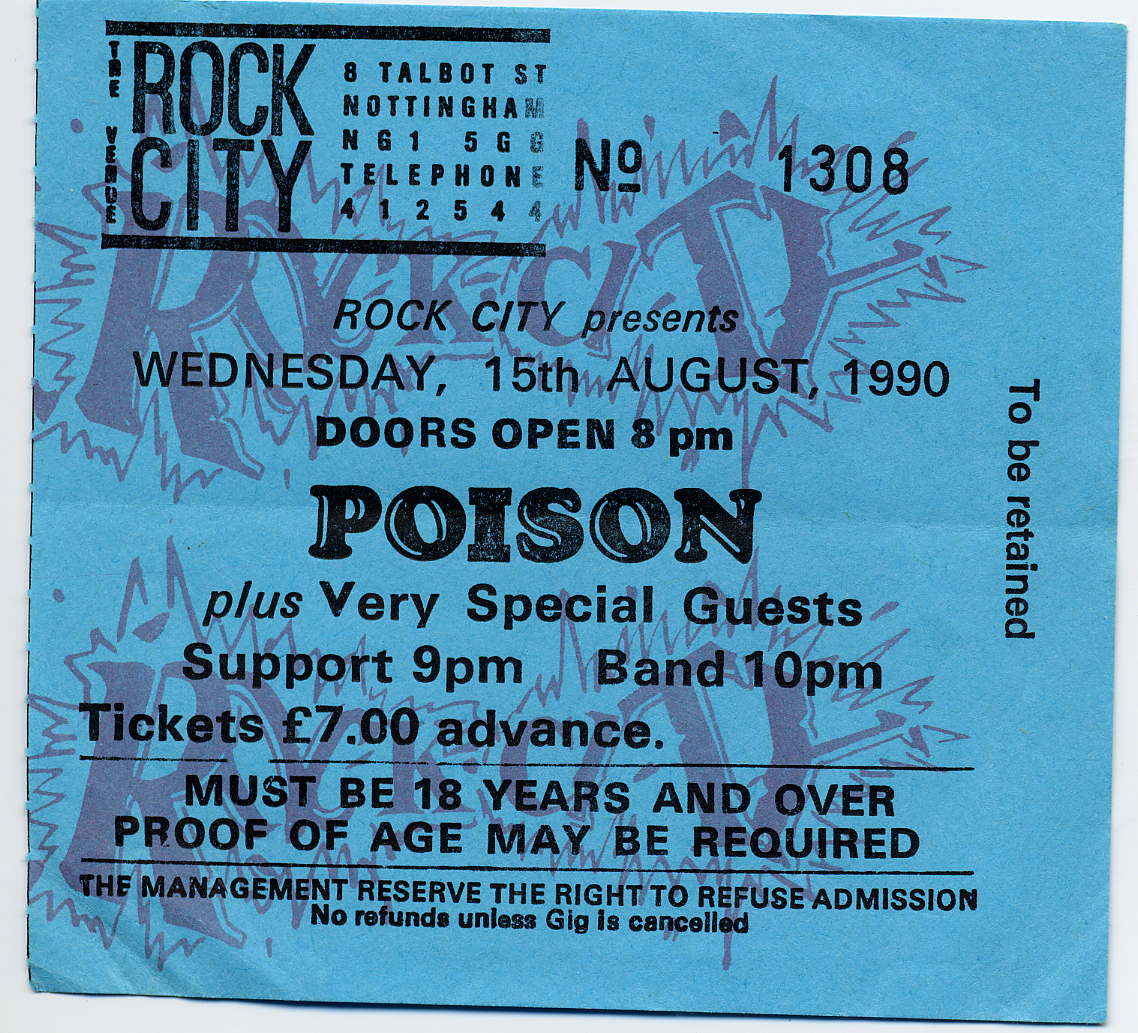 THE VENUE
ROCK CITY
8 TALBOT ST
NOTTINGHAM
NG1 5GG
TELEPHONE
412544
Nº 1308
ROCK CITY presents
WEDNESDAY, 15th AUGUST, 1990
DOORS OPEN 8 pm
POISON
plus Very Special Guests
Support 9pm Band 10pm
Tickets £7.00 advance.
MUST BE 18 YEARS AND OVER
PROOF OF AGE MAY BE REQUIRED
THE MANAGEMENT RESERVE THE RIGHT TO REFUSE ADMISSION
No refunds unless Gig is cancelled
To be retained